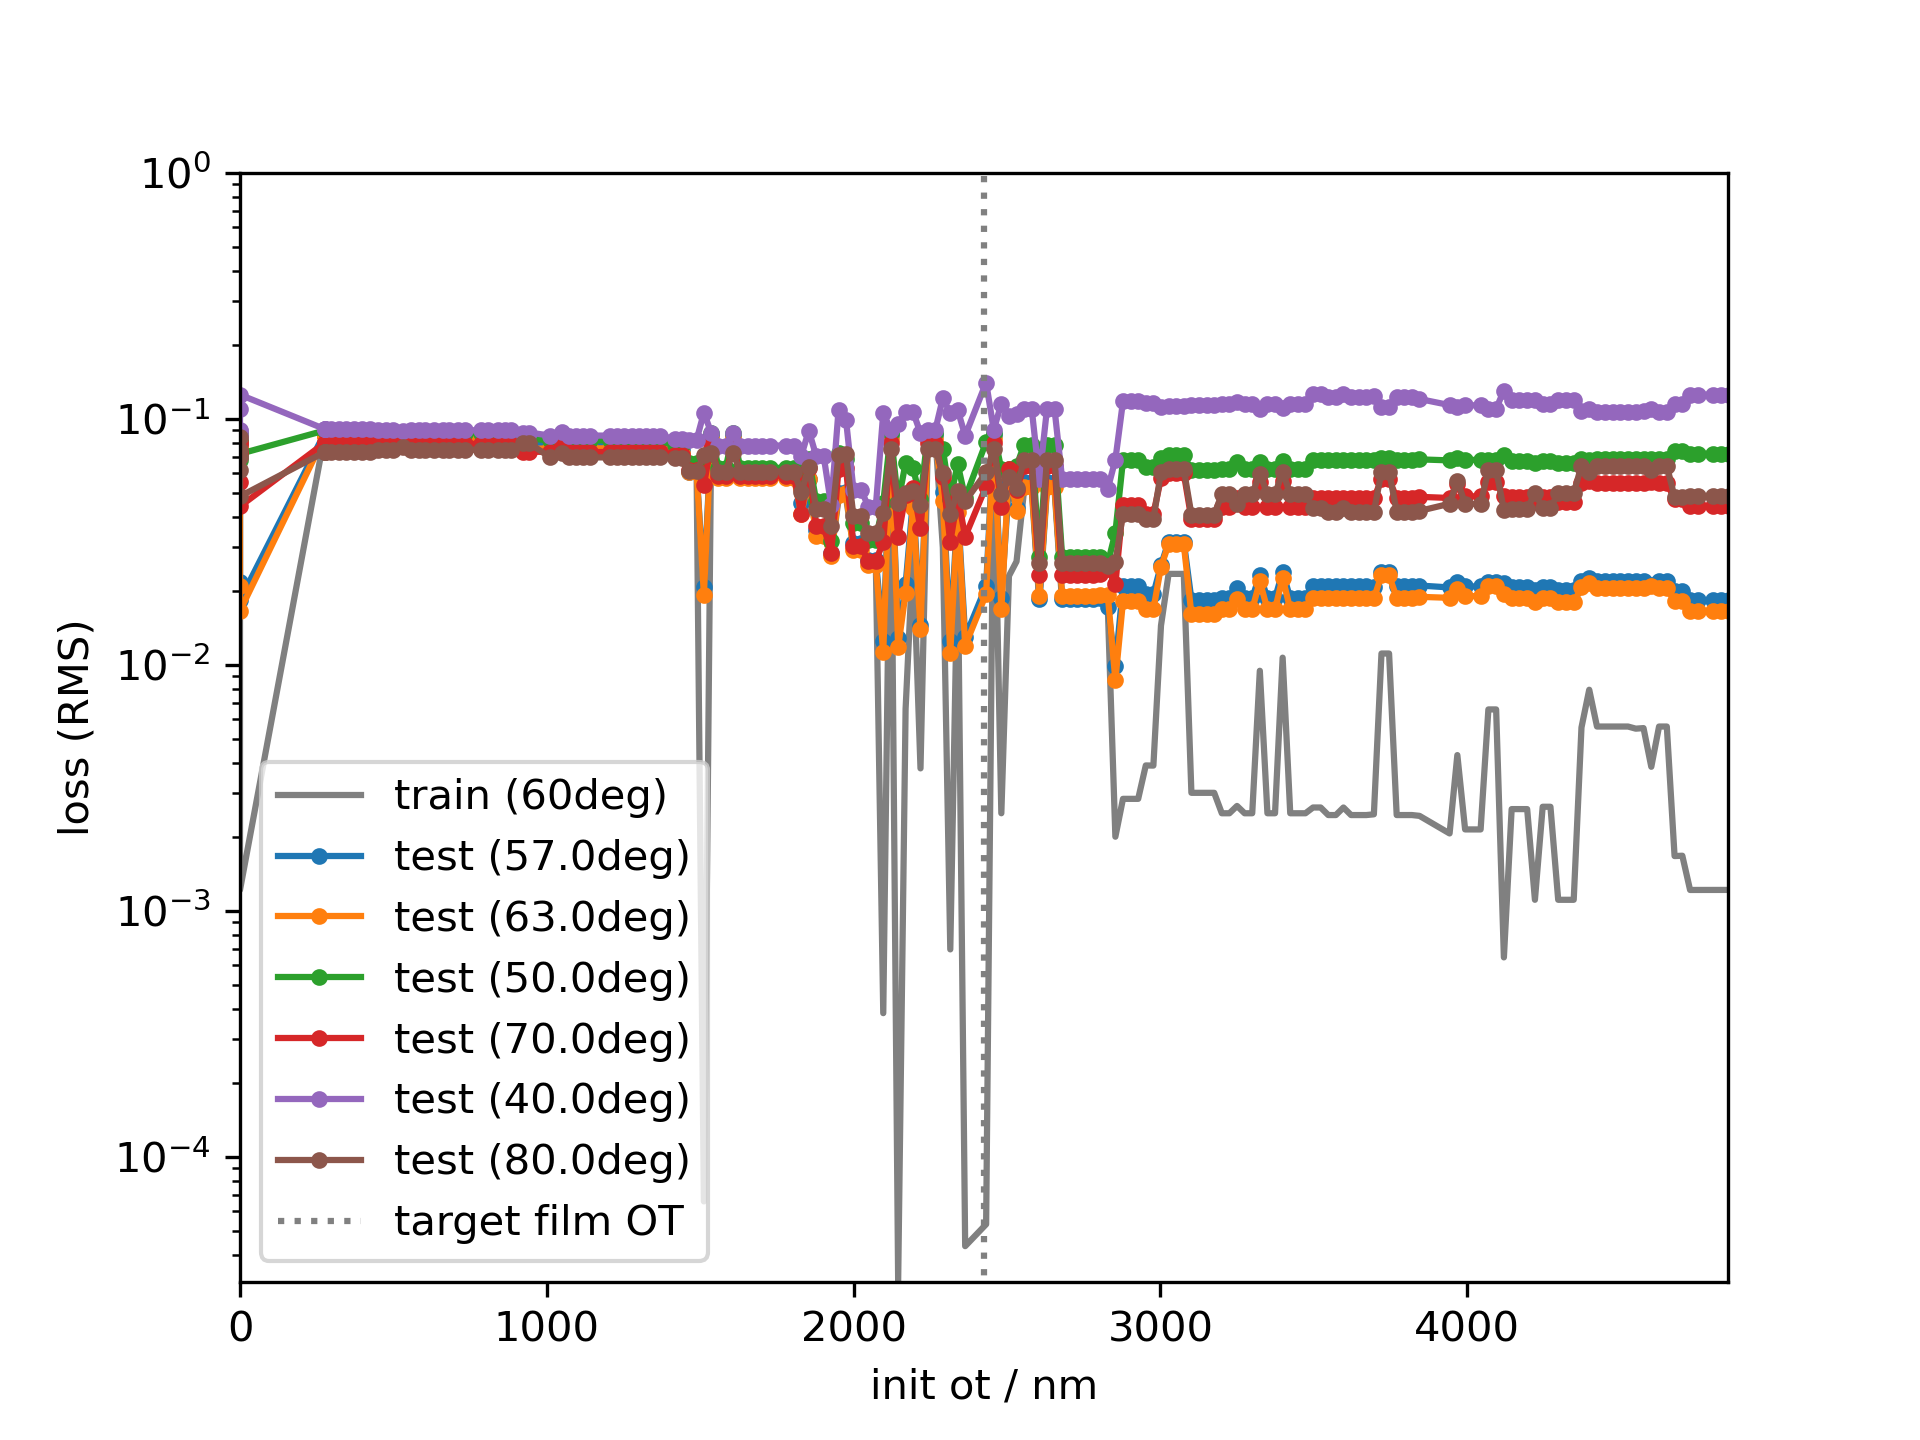 10⁰
10⁻¹
10⁻²
10⁻³
10⁻⁴
loss (RMS)
train (60deg)
test (57.0deg)
test (63.0deg)
test (50.0deg)
test (70.0deg)
test (40.0deg)
test (80.0deg)
target film OT
0 1000 2000 3000 4000
init ot / nm